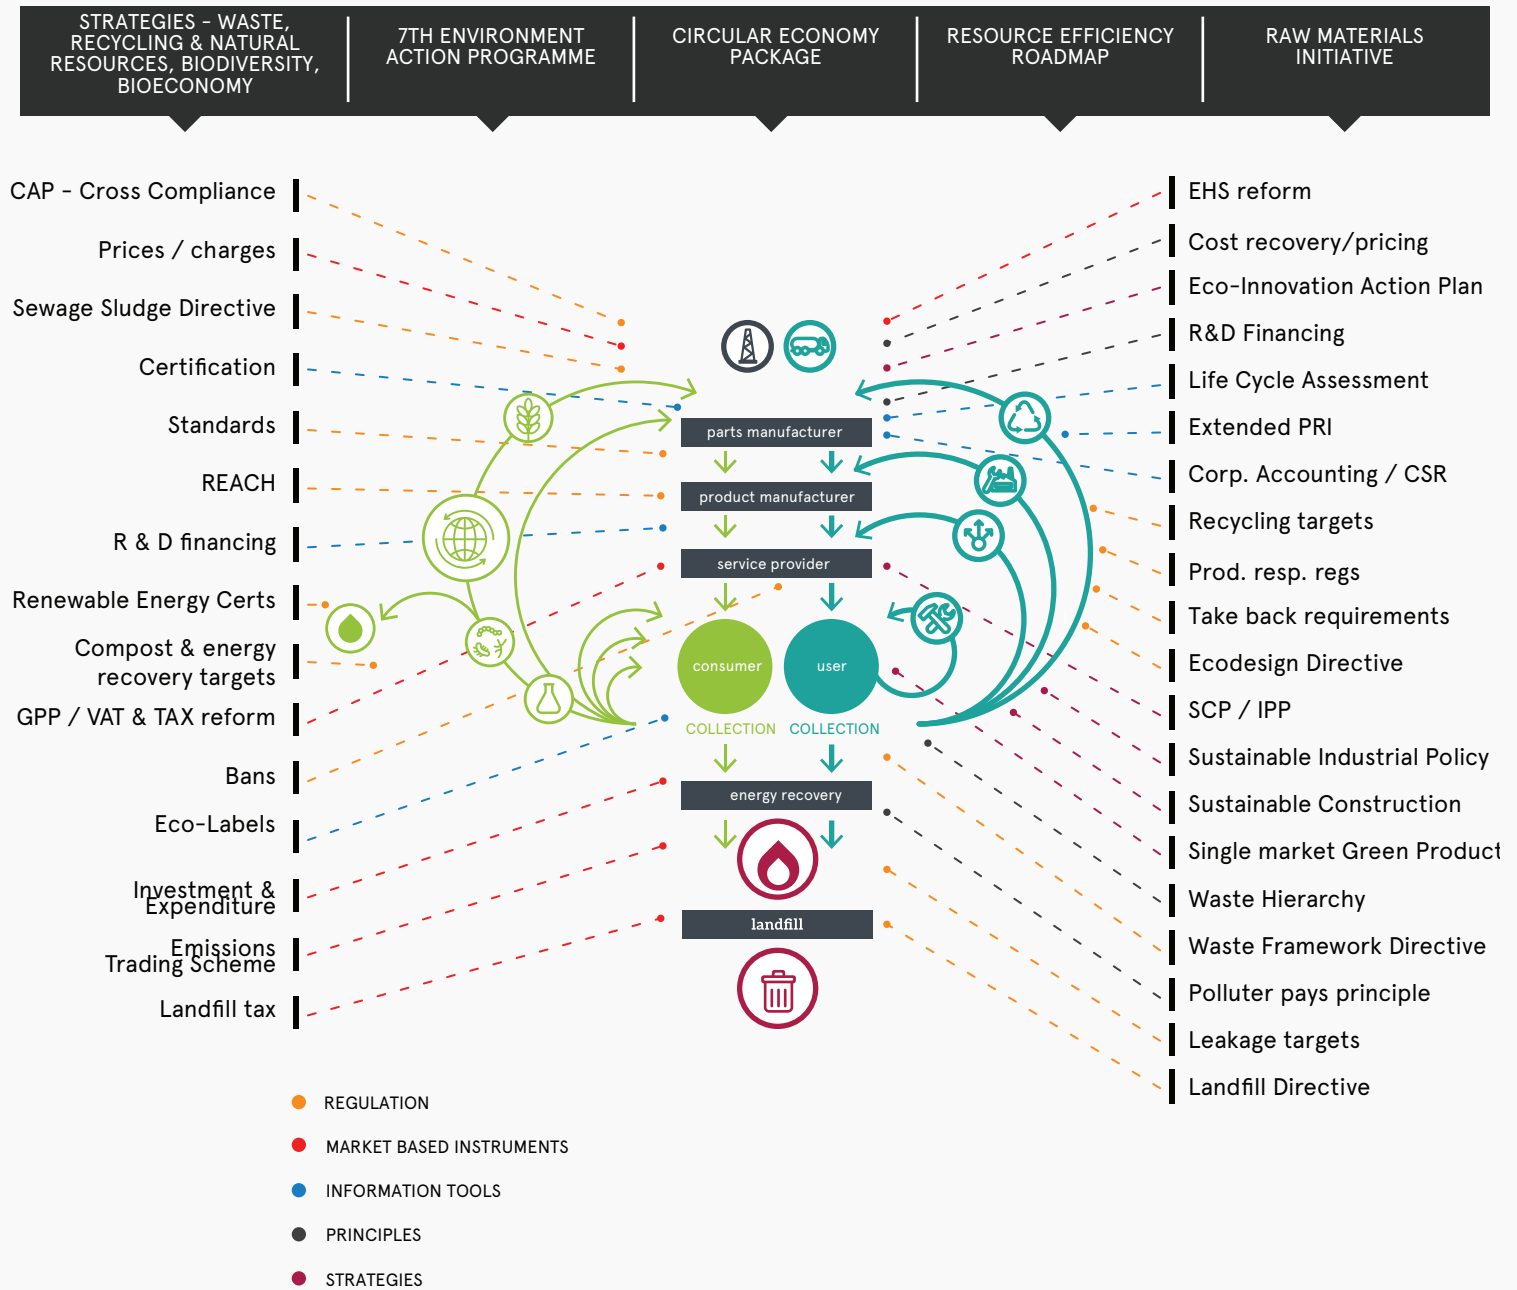 STRATEGIES - WASTE,
RECYCLING & NATURAL
RESOURCES, BIODIVERSITY,
BIOECONOMY
7TH ENVIRONMENT
ACTION PROGRAMME
CIRCULAR ECONOMY
PACKAGE
RESOURCE EFFICIENCY
ROADMAP
RAW MATERIALS
INITIATIVE
CAP - Cross Compliance
Prices / charges
Sewage Sludge Directive
Certification
Standards
REACH
R & D financing
Renewable Energy Certs
Compost & energy
recovery targets
GPP / VAT & TAX reform
Bans
Eco-Labels
Investment &
Expenditure
Emissions
Trading Scheme
Landfill tax
parts manufacturer
product manufacturer
service provider
consumer
user
COLLECTION
COLLECTION
energy recovery
landfill
EHS reform
Cost recovery/pricing
Eco-Innovation Action Plan
R&D Financing
Life Cycle Assessment
Extended PRI
Corp. Accounting / CSR
Recycling targets
Prod. resp. regs
Take back requirements
Ecodesign Directive
SCP / IPP
Sustainable Industrial Policy
Sustainable Construction
Single market Green Product
Waste Hierarchy
Waste Framework Directive
Polluter pays principle
Leakage targets
Landfill Directive
REGULATION
MARKET BASED INSTRUMENTS
INFORMATION TOOLS
PRINCIPLES
STRATEGIES